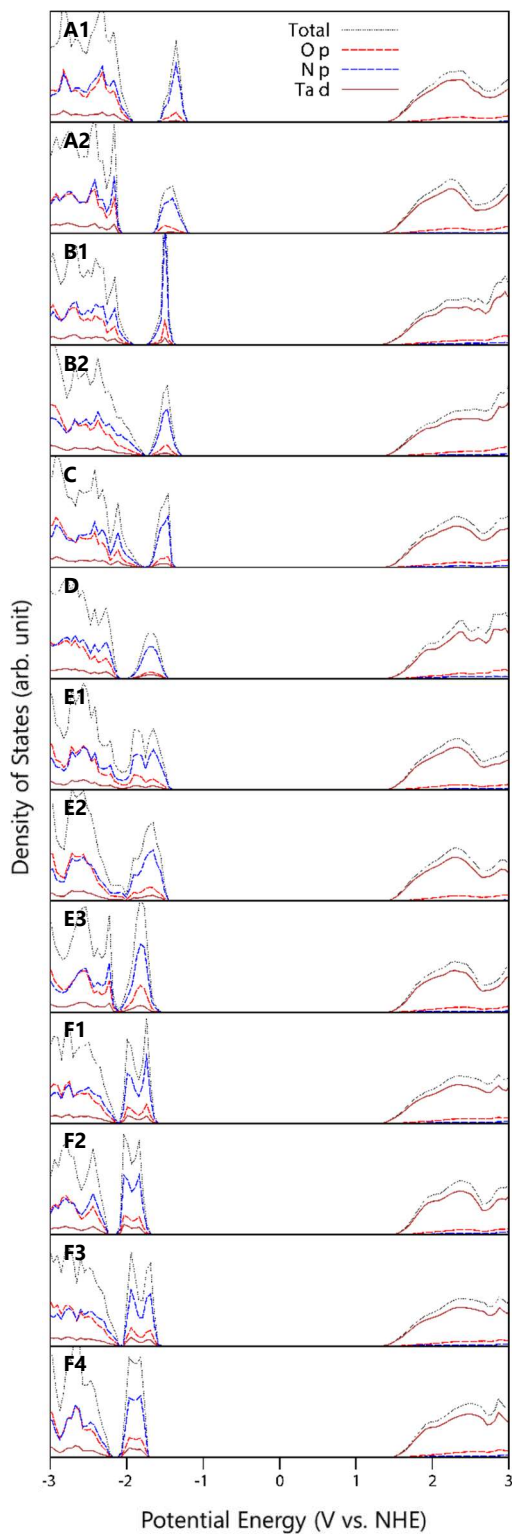 A1
Total
O p
N p
Ta d
A2
B1
B2
C
D
E1
E2
E3
F1
F2
F3
F4
Density of States (arb. unit)
-3 -2 -1 0 1 2 3
Potential Energy (V vs. NHE)